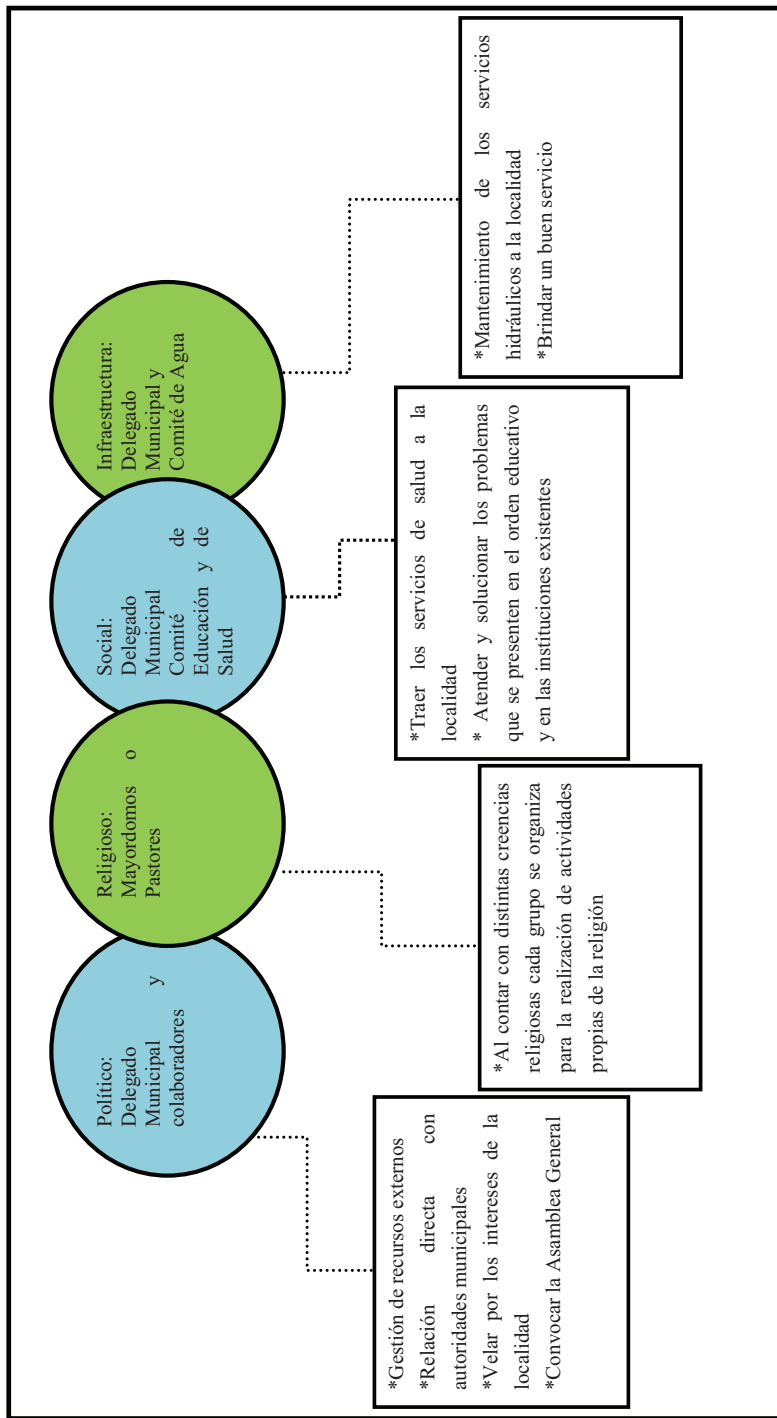 Político:
Delegado
Municipal y
colaboradores
Religioso:
Mayordomos o
Pastores
Social:
Delegado
Municipal
Comité de
Educación y de
Salud
Infraestructura:
Delegado
Municipal y
Comité de Agua
*Gestión de recursos externos
*Relación directa con
autoridades municipales
*Velar por los intereses de la
localidad
*Convocar la Asamblea General
*Al contar con distintas creencias
religiosas cada grupo se organiza
para la realización de actividades
propias de la religión
*Traer los servicios de salud a la
localidad
* Atender y solucionar los problemas
que se presenten en el orden educativo
y en las instituciones existentes
*Mantenimiento de los servicios
hidráulicos a la localidad
*Brindar un buen servicio